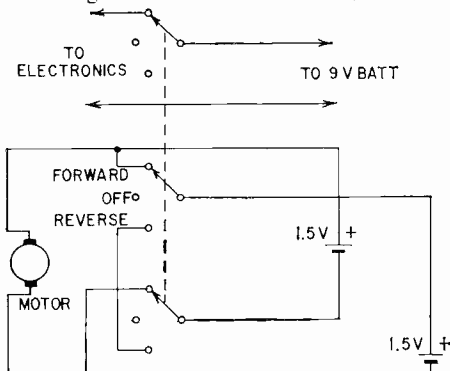 TO
ELECTRONICS
TO 9 V BATT
FORWARD
OFF
REVERSE
1.5V +
MOTOR
1.5V +